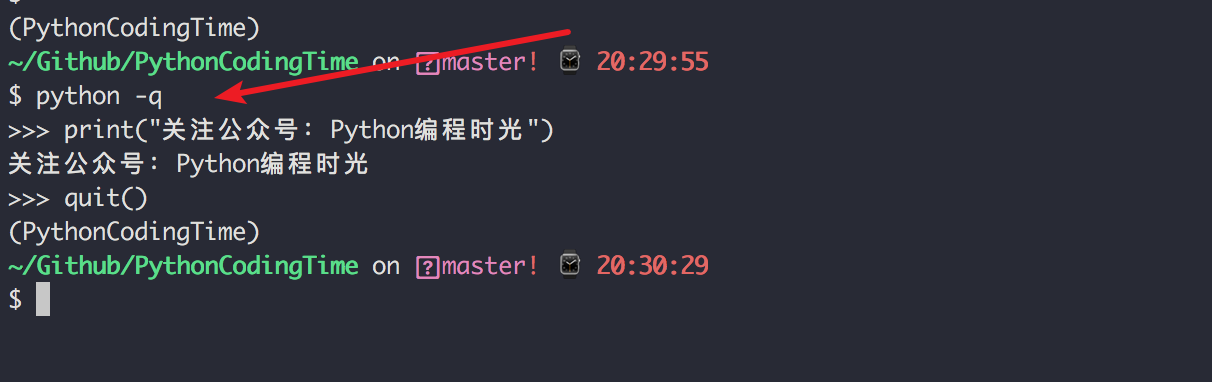 (PythonCodingTime)
~/Github/PythonCodingTime on master! 20:29:55
$ python -q
>>> print("关注公众号：Python编程时光")
关注公众号：Python编程时光
>>> quit()
(PythonCodingTime)
~/Github/PythonCodingTime on master! 20:30:29
$